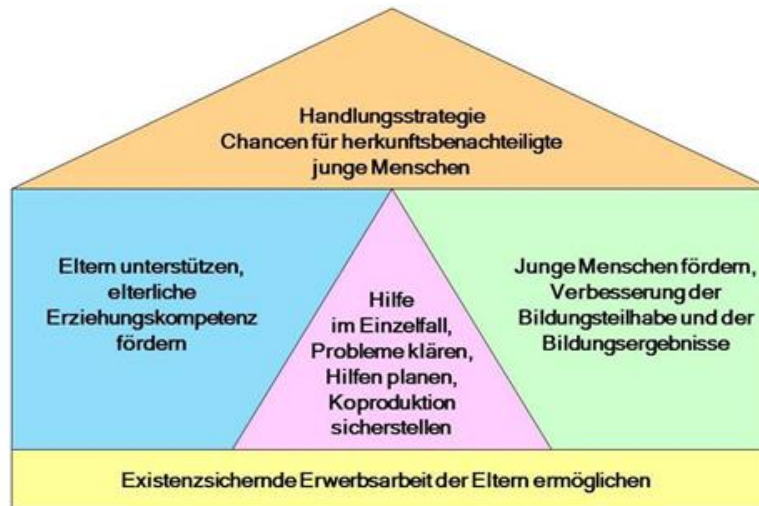 Handlungsstrategie
Chancen für herkunftsbenachteiligte
junge Menschen
Eltern unterstützen,
elterliche
Erziehungskompetenz
fördern
Hilfe
im Einzelfall,
Probleme klären,
Hilfen planen,
Koproduktion
sicherstellen
Junge Menschen fördern,
Verbesserung der
Bildungsteilhabe und der
Bildungsergebnisse
Existenzsichernde Erwerbsarbeit der Eltern ermöglichen